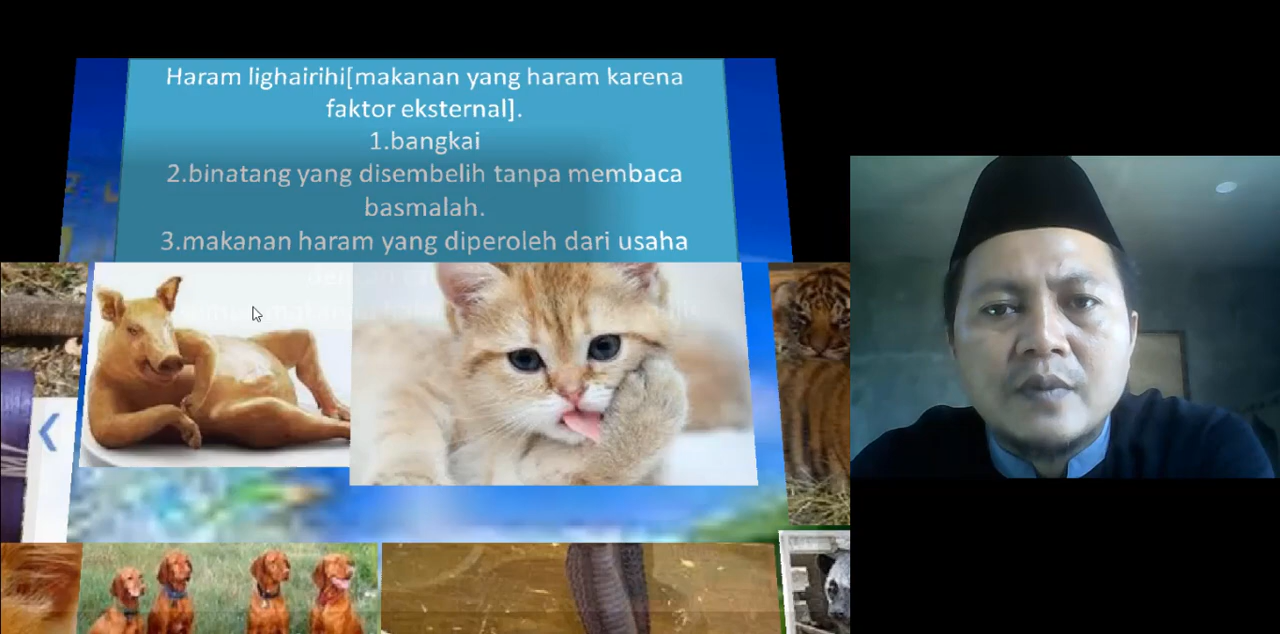 Haram lighairihi[makanan yang haram karena
faktor eksternal].
1.bangkai
2.binatang yang disembelih tanpa membaca
basmalah.
3.makanan haram yang diperoleh dari usaha